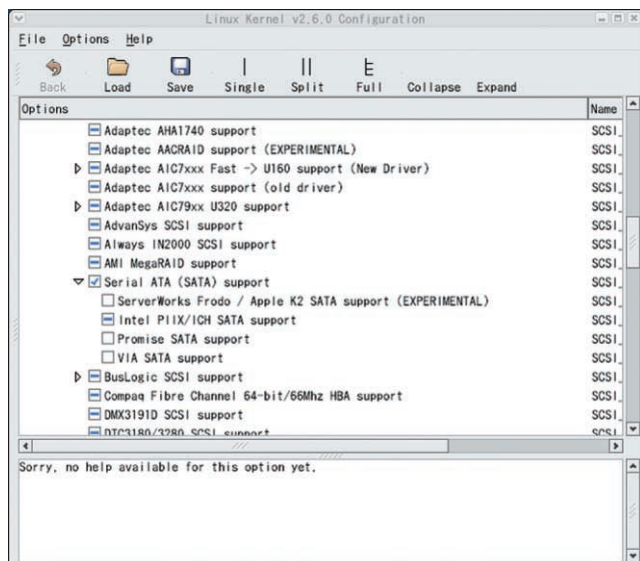 Linux Kernel v2.6.0 Configuration
File Options Help
Back Load Save Single Split Full Collapse Expand
Options Name
Adaptec AHA1740 support SCSI_
Adaptec AACRAID support (EXPERIMENTAL) SCSI_
Adaptec AIC7xxx Fast -> U160 support (New Driver) SCSI_
Adaptec AIC7xxx support (old driver) SCSI_
Adaptec AIC79xx U320 support SCSI_
AdvanSys SCSI support SCSI_
Always IN2000 SCSI support SCSI_
AMI MegaRAID support SCSI_
Serial ATA (SATA) support SCSI_
ServerWorks Frodo / Apple K2 SATA support (EXPERIMENTAL) SCSI_
Intel PIIX/ICH SATA support SCSI_
Promise SATA support SCSI_
VIA SATA support SCSI_
BusLogic SCSI support SCSI_
Compaq Fibre Channel 64-bit/66Mhz HBA support SCSI_
DMX3191D SCSI support SCSI_
DTC3180/3280 SCSI support SCSI_
Sorry, no help available for this option yet.